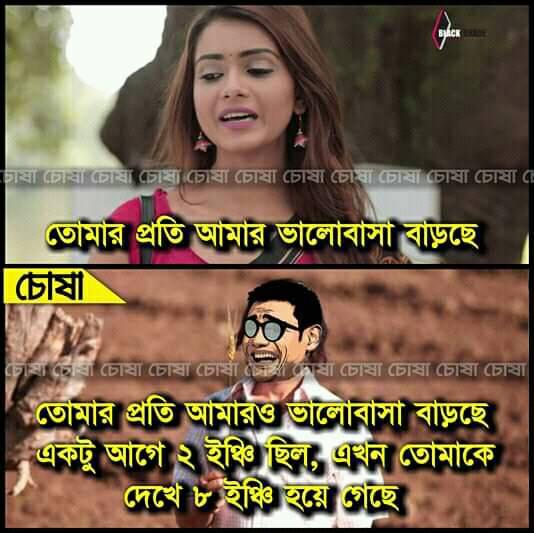 BLACK
চোষা চোষা চোষা চোষা চোষা চোষা চোষা চোষা চোষা
তোমার প্রতি আমার ভালোবাসা বাড়ছে
চোষা
চোষা চোষা চোষা চোষা চোষা চোষা চোষা চোষা চোষা
তোমার প্রতি আমারও ভালোবাসা বাড়ছে
একটু আগে ২ ইঞ্চি ছিল, এখন তোমাকে
দেখে ৮ ইঞ্চি হয়ে গেছে